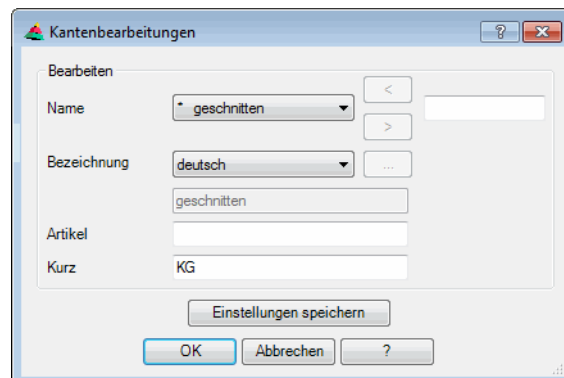 Kantenbearbeitungen
?
Bearbeiten
Name
* geschnitten
<
>
Bezeichnung
deutsch
...
geschnitten
Artikel
Kurz
KG
Einstellungen speichern
OK
Abbrechen
?